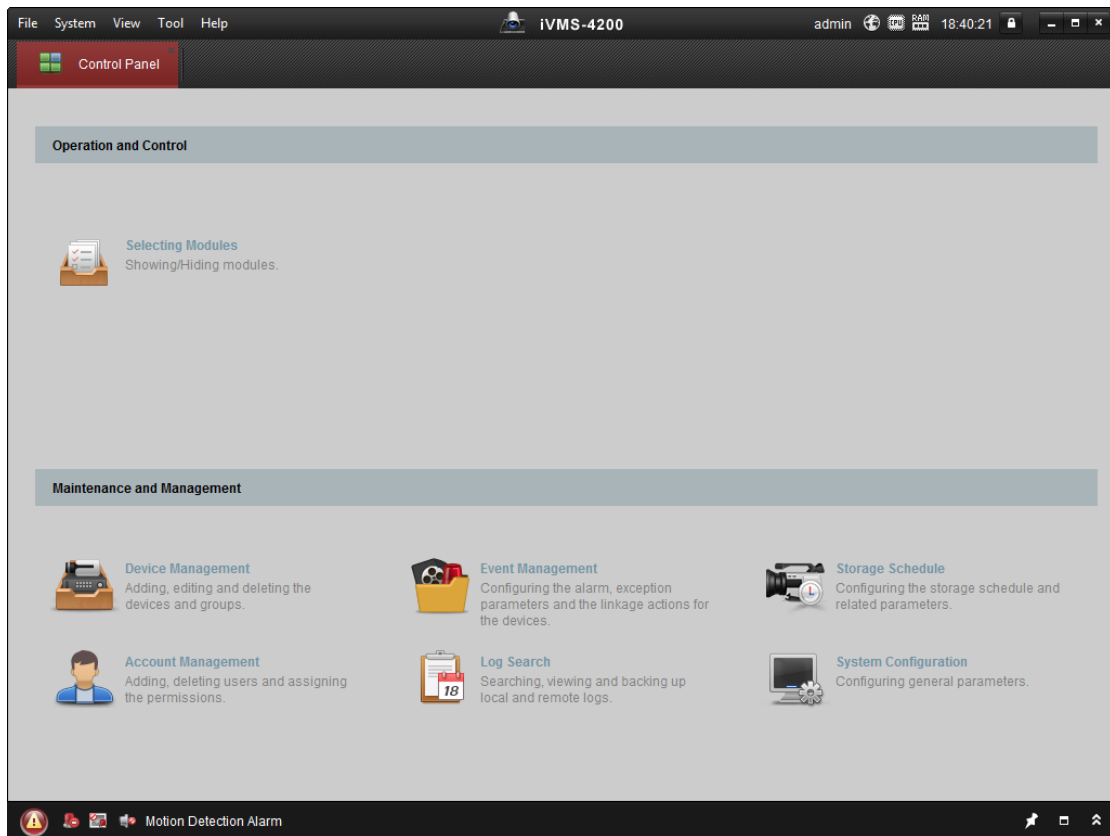 File System View Tool Help iVMS-4200 admin CPU RAM 18:40:21
Control Panel
Operation and Control
Selecting Modules
Showing/Hiding modules.
Maintenance and Management
Device Management
Adding, editing and deleting the
devices and groups.
Event Management
Configuring the alarm, exception
parameters and the linkage actions for
the devices.
Storage Schedule
Configuring the storage schedule and
related parameters.
Account Management
Adding, deleting users and assigning
the permissions.
18
Log Search
Searching, viewing and backing up
local and remote logs.
System Configuration
Configuring general parameters.
Motion Detection Alarm